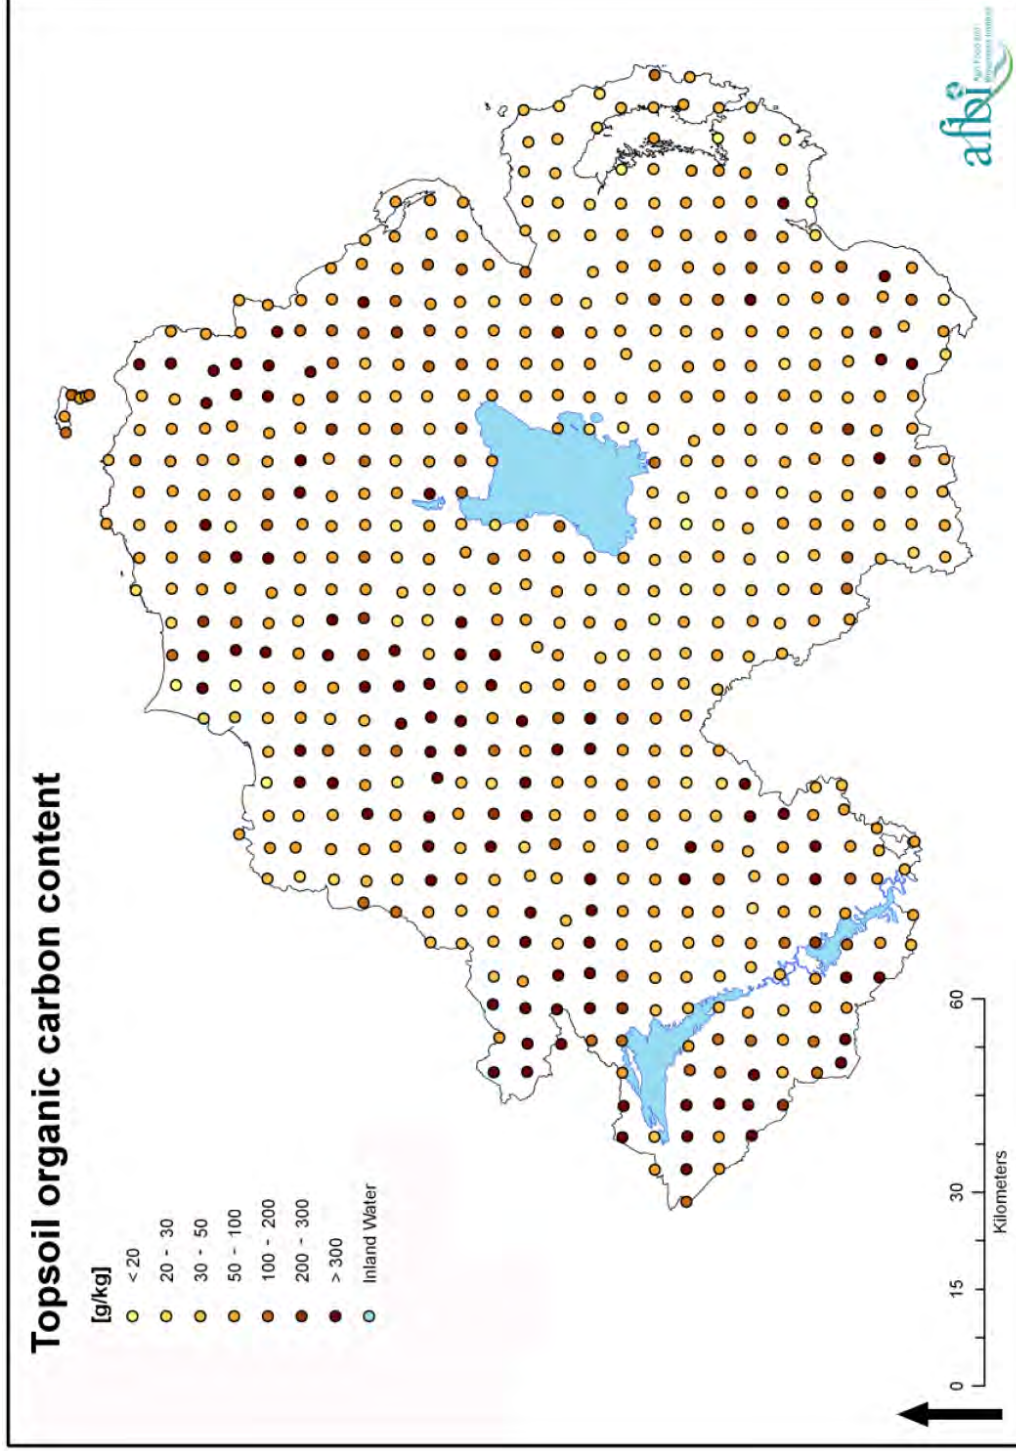 Topsoil organic carbon content
[g/kg]
< 20
20 - 30
30 - 50
50 - 100
100 - 200
200 - 300
> 300
Inland Water
0 15 30 60
Kilometers
afbi